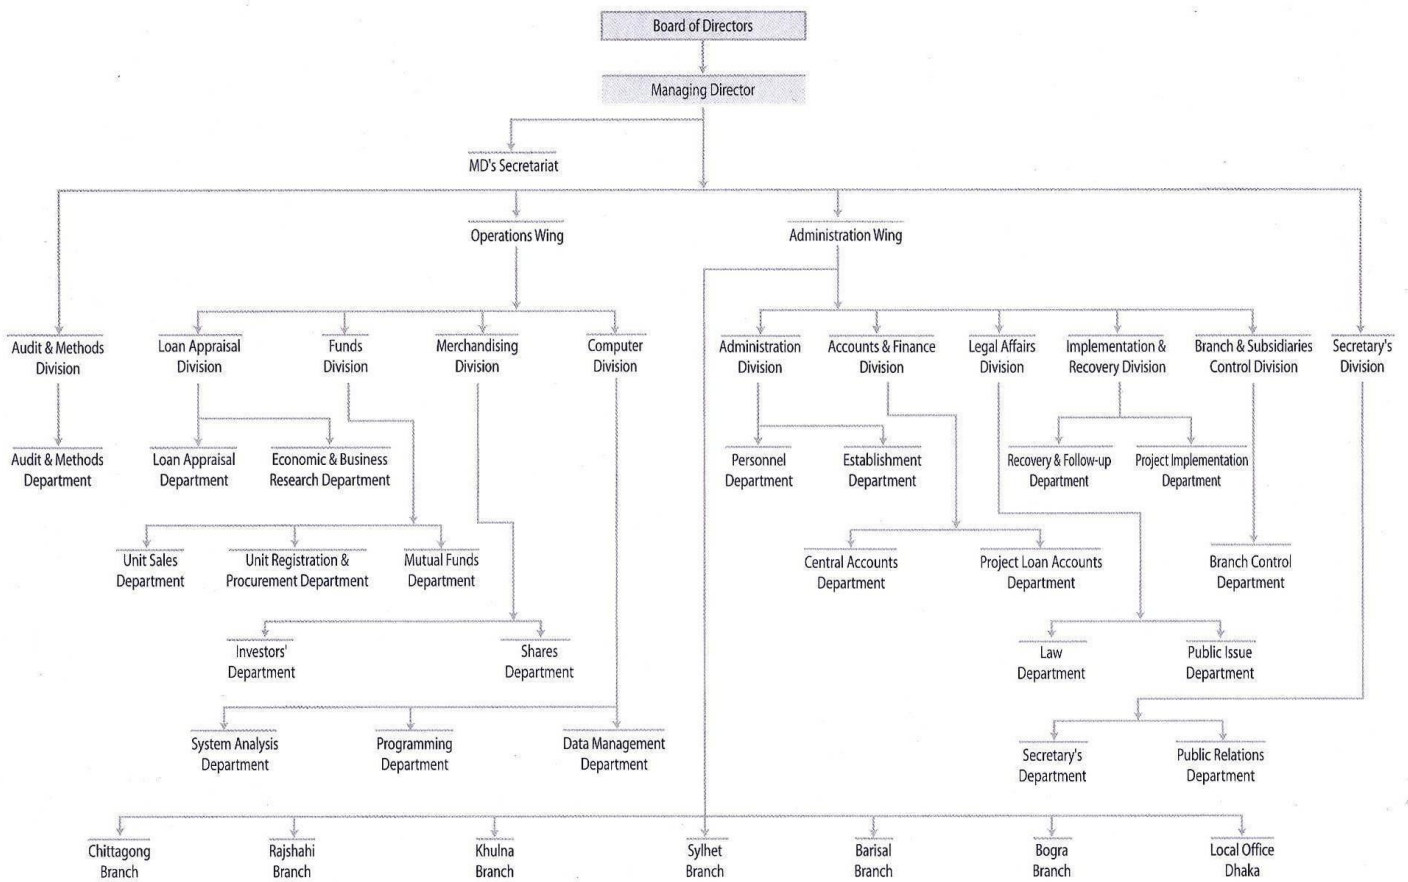 Board of Directors
Managing Director
MD's Secretariat
Operations Wing
Administration Wing
Audit & Methods
Division
Loan Appraisal
Division
Funds
Division
Merchandising
Division
Computer
Division
Administration
Division
Accounts & Finance
Division
Legal Affairs
Division
Implementation &
Recovery Division
Branch & Subsidiaries
Control Division
Secretary's
Division
Audit & Methods
Department
Loan Appraisal
Department
Economic & Business
Research Department
Personnel
Department
Establishment
Department
Recovery & Follow-up
Department
Project Implementation
Department
Unit Sales
Department
Unit Registration &
Procurement Department
Mutual Funds
Department
Central Accounts
Department
Project Loan Accounts
Department
Branch Control
Department
Investors'
Department
Shares
Department
Law
Department
Public Issue
Department
System Analysis
Department
Programming
Department
Data Management
Department
Secretary's
Department
Public Relations
Department
Chittagong
Branch
Rajshahi
Branch
Khulna
Branch
Sylhet
Branch
Barisal
Branch
Bogra
Branch
Local Office
Dhaka